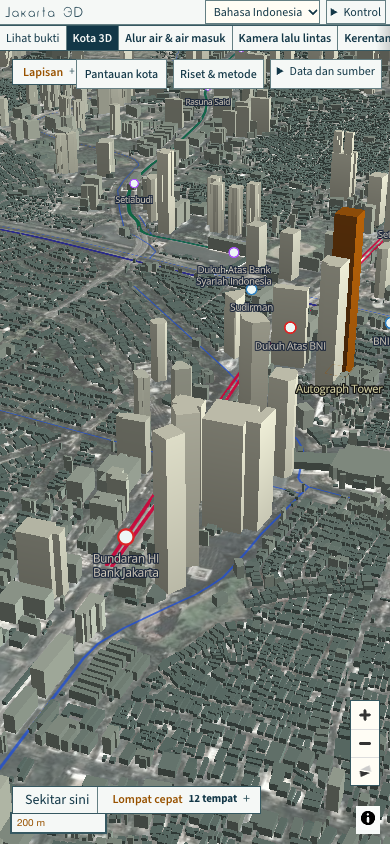 Jakarta 3D
Bahasa Indonesia
Kontrol
Lihat bukti
Kota 3D
Alur air & air masuk
Kamera lalu lintas
Lapisan +
Pantauan kota
Riset & metode
Data dan sumber
Rasuna Said
Setiabudi
Dukuh Atas Bank
Syariah Indonesia
Sudirman
Dukuh Atas BNI
BNI
Autograph Tower
Bundaran HI
Bank Jakarta
Sekitar sini
Lompat cepat 12 tempat +
200 m